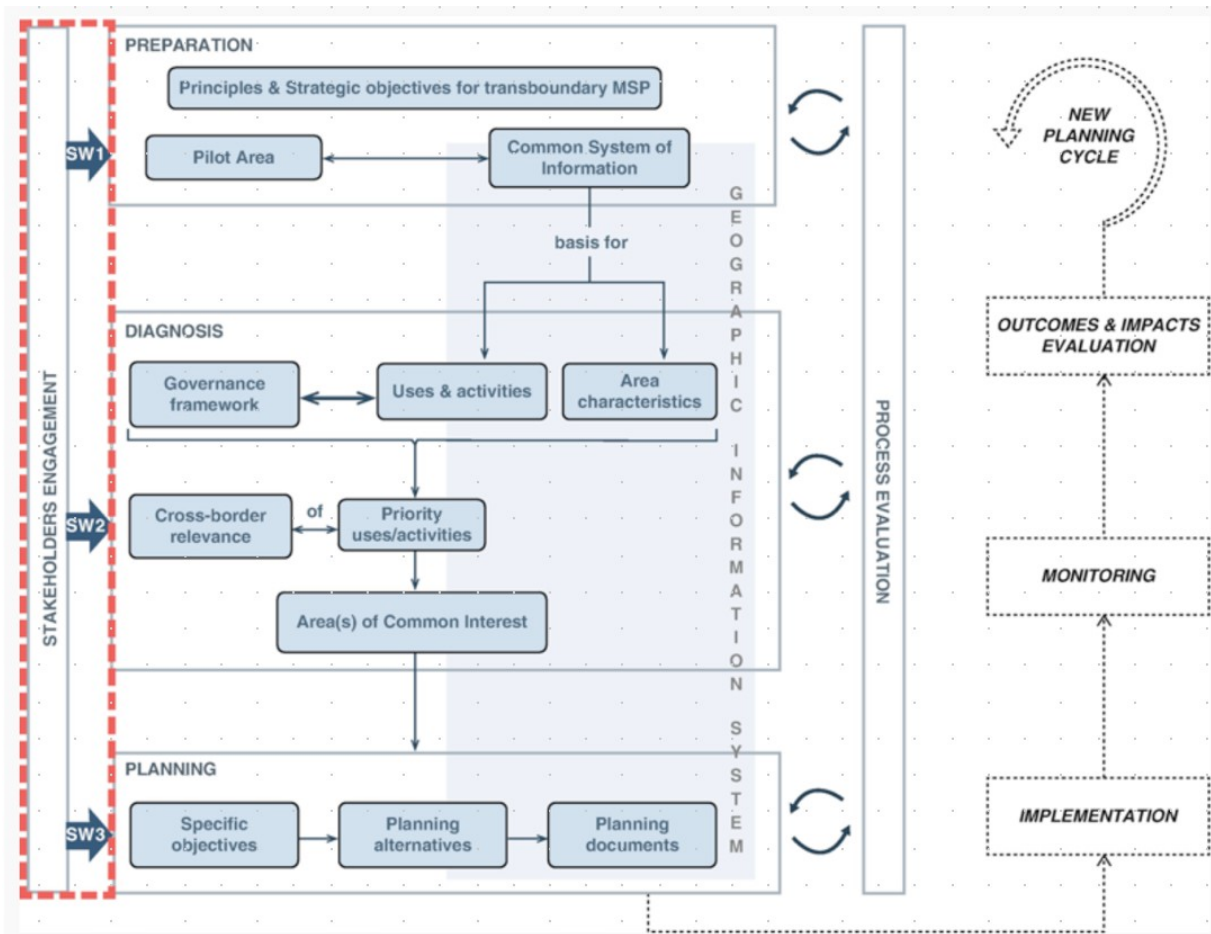 PREPARATION
Principles & Strategic objectives for transboundary MSP
SW1
Pilot Area
Common System of
Information
basis for
DIAGNOSIS
Governance
framework
Uses & activities
Area
characteristics
SW2
Cross-border
relevance
of
Priority
uses/activities
Area(s) of Common Interest
PLANNING
SW3
Specific
objectives
Planning
alternatives
Planning
documents
STAKEHOLDERS ENGAGEMENT
GEOGRAPHIC INFORMATION SYSTEM
PROCESS EVALUATION
NEW
PLANNING
CYCLE
OUTCOMES & IMPACTS
EVALUATION
MONITORING
IMPLEMENTATION